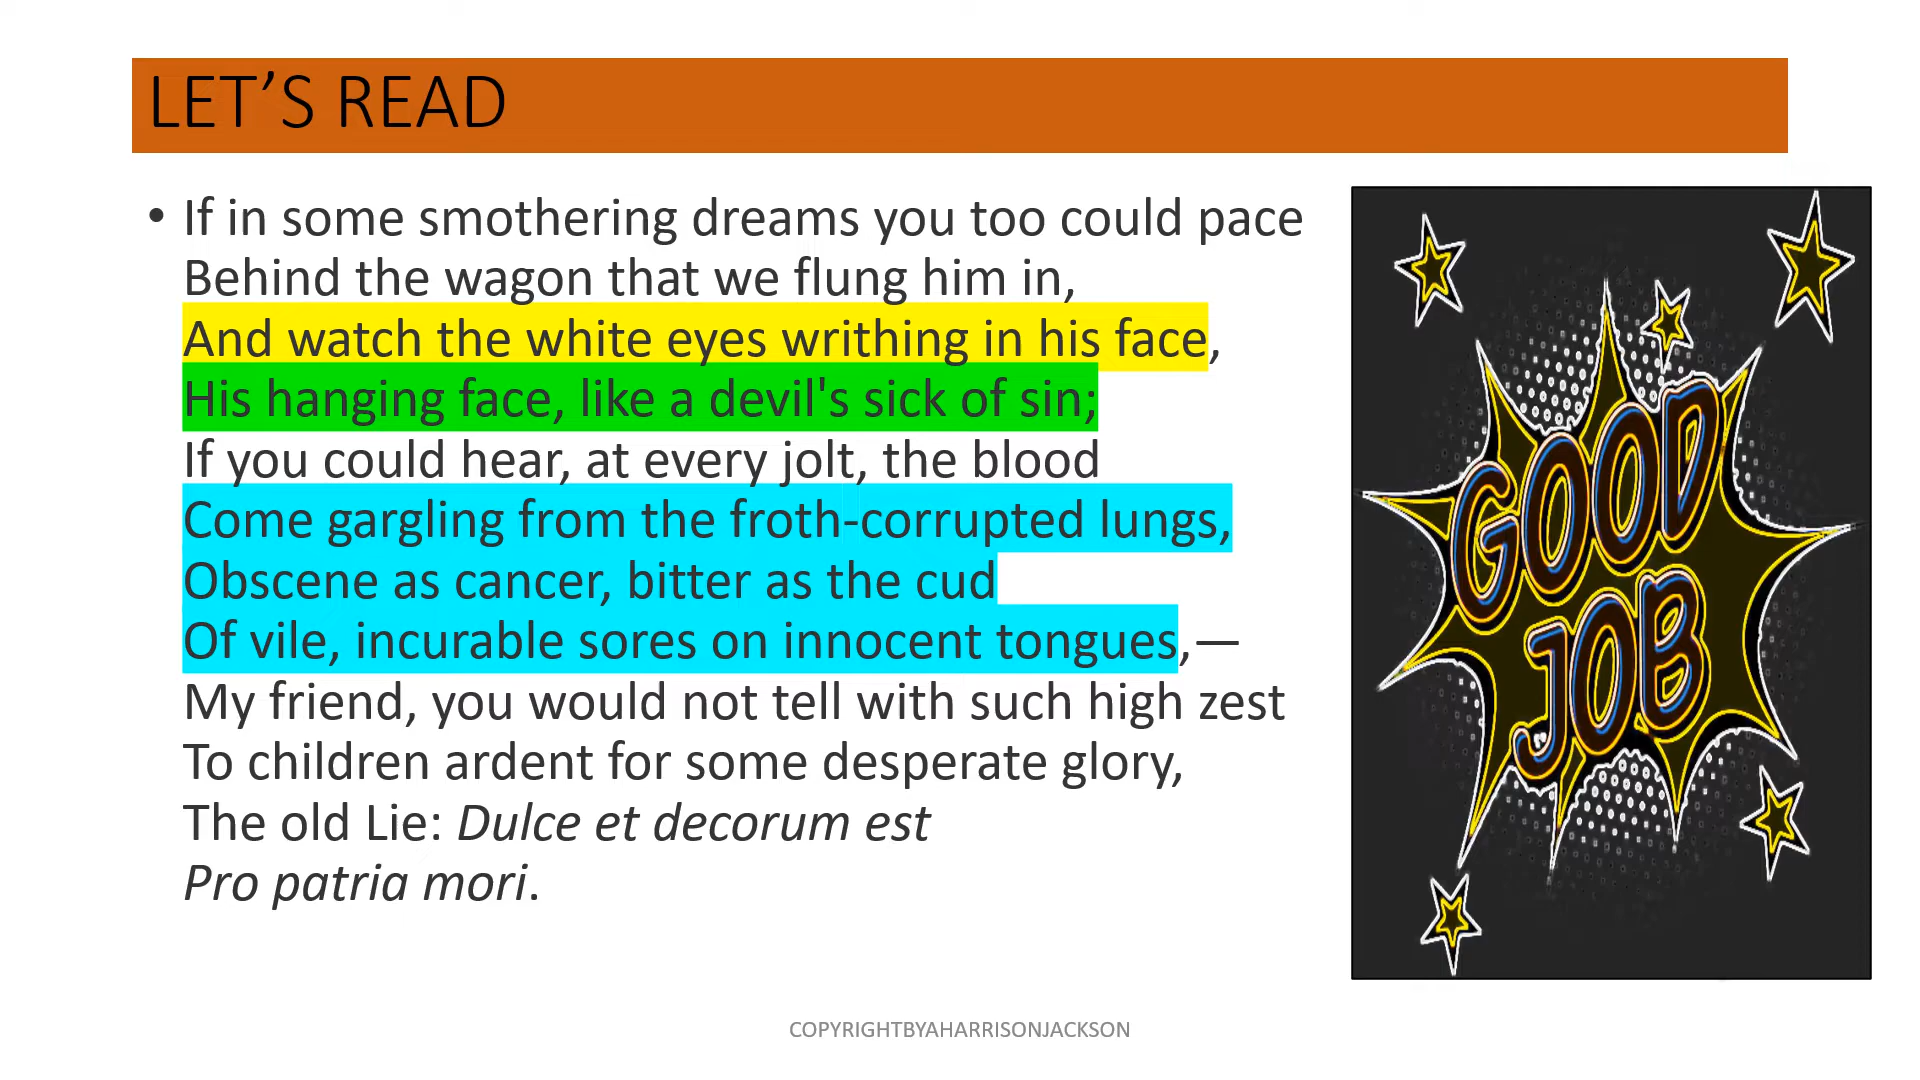 LET’S READ
• If in some smothering dreams you too could pace
Behind the wagon that we flung him in,
And watch the white eyes writhing in his face,
His hanging face, like a devil's sick of sin;
If you could hear, at every jolt, the blood
Come gargling from the froth-corrupted lungs,
Obscene as cancer, bitter as the cud
Of vile, incurable sores on innocent tongues,—
My friend, you would not tell with such high zest
To children ardent for some desperate glory,
The old Lie: Dulce et decorum est
Pro patria mori.
GOOD
JOB
COPYRIGHTBYAHARRISONJACKSON